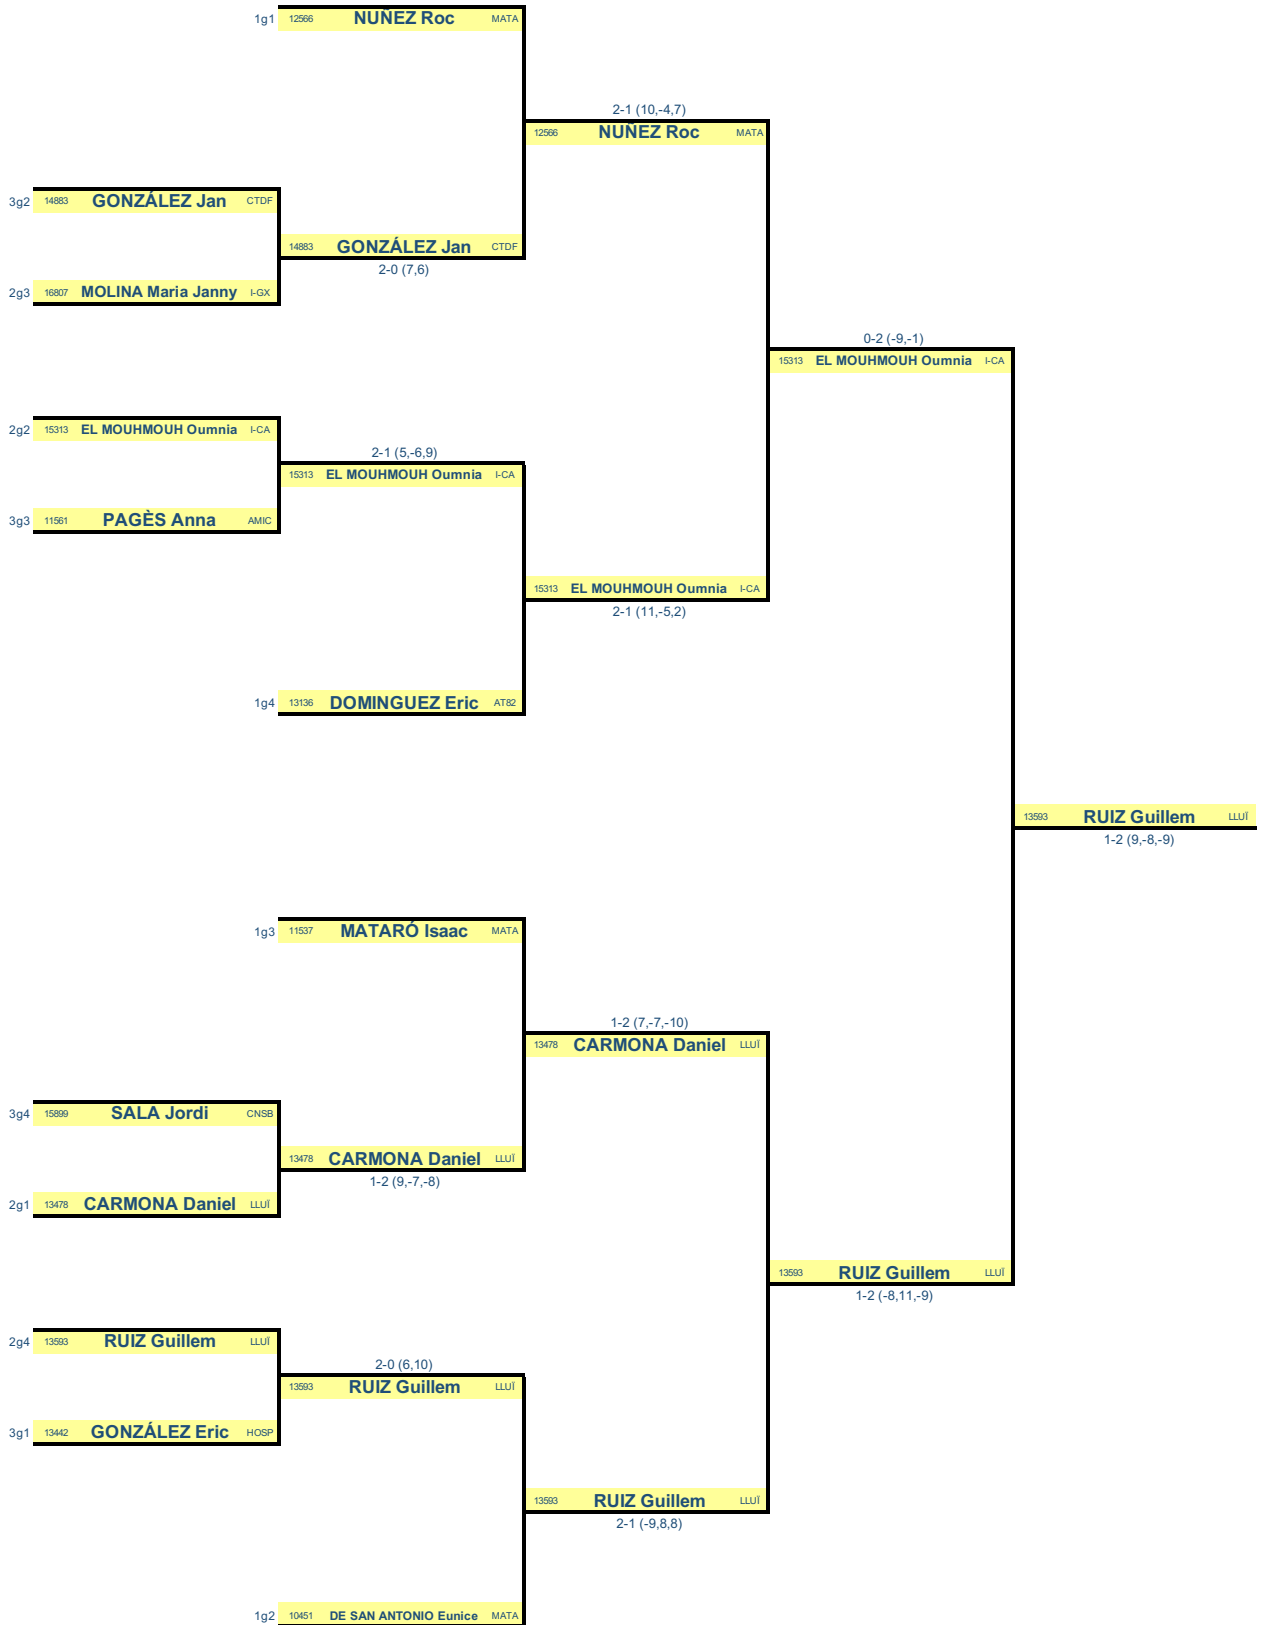 1g1 12566 NUÑEZ Roc MATA
2-1 (10,-4,7)
12566 NUÑEZ Roc MATA
3g2 14883 GONZÁLEZ Jan CTDF
14883 GONZÁLEZ Jan CTDF
2-0 (7,6)
2g3 16807 MOLINA Maria Janny I-GX
0-2 (-9,-1)
15313 EL MOUHMOUH Oumnia I-CA
2g2 15313 EL MOUHMOUH Oumnia I-CA
2-1 (5,-6,9)
15313 EL MOUHMOUH Oumnia I-CA
3g3 11561 PAGÈS Anna AMIC
15313 EL MOUHMOUH Oumnia I-CA
2-1 (11,-5,2)
1g4 13136 DOMINGUEZ Eric AT82
13593 RUIZ Guillem LLUÏ
1-2 (9,-8,-9)
1g3 11537 MATARÓ Isaac MATA
1-2 (7,-7,-10)
13478 CARMONA Daniel LLUÏ
3g4 15899 SALA Jordi CNSB
13478 CARMONA Daniel LLUÏ
1-2 (9,-7,-8)
2g1 13478 CARMONA Daniel LLUÏ
13593 RUIZ Guillem LLUÏ
1-2 (-8,11,-9)
2g4 13593 RUIZ Guillem LLUÏ
2-0 (6,10)
13593 RUIZ Guillem LLUÏ
3g1 13442 GONZÁLEZ Eric HOSP
13593 RUIZ Guillem LLUÏ
2-1 (-9,8,8)
1g2 10451 DE SAN ANTONIO Eunice MATA